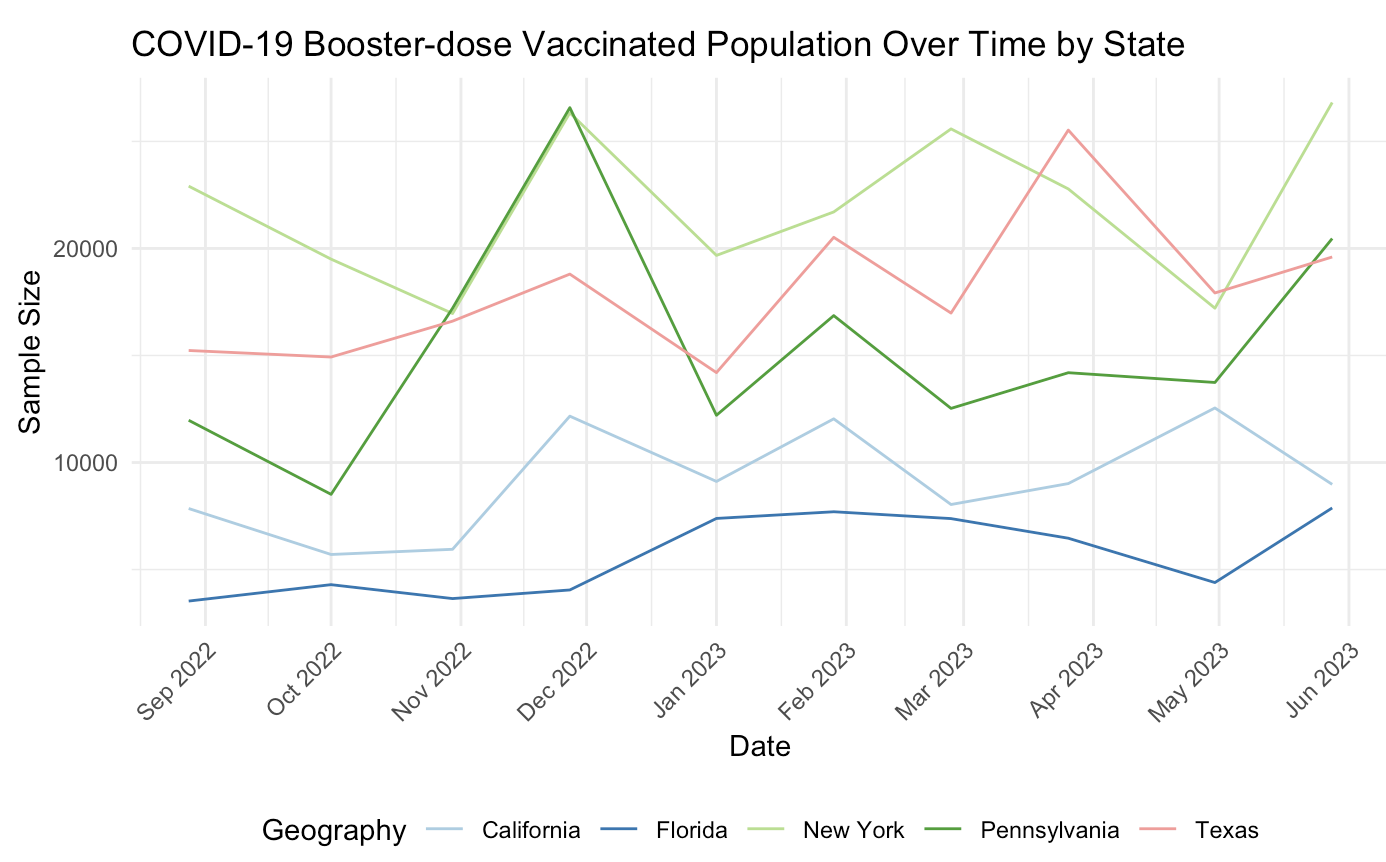 COVID-19 Booster-dose Vaccinated Population Over Time by State
Sample Size
20000
10000
Sep 2022
Oct 2022
Nov 2022
Dec 2022
Jan 2023
Feb 2023
Mar 2023
Apr 2023
May 2023
Jun 2023
Date
Geography California Florida New York Pennsylvania Texas